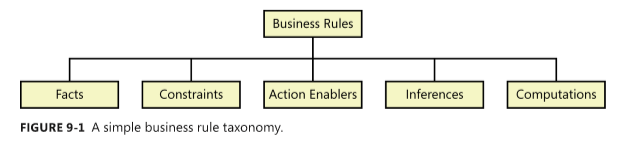 Business Rules
Facts Constraints Action Enablers Inferences Computations
FIGURE 9-1 A simple business rule taxonomy.